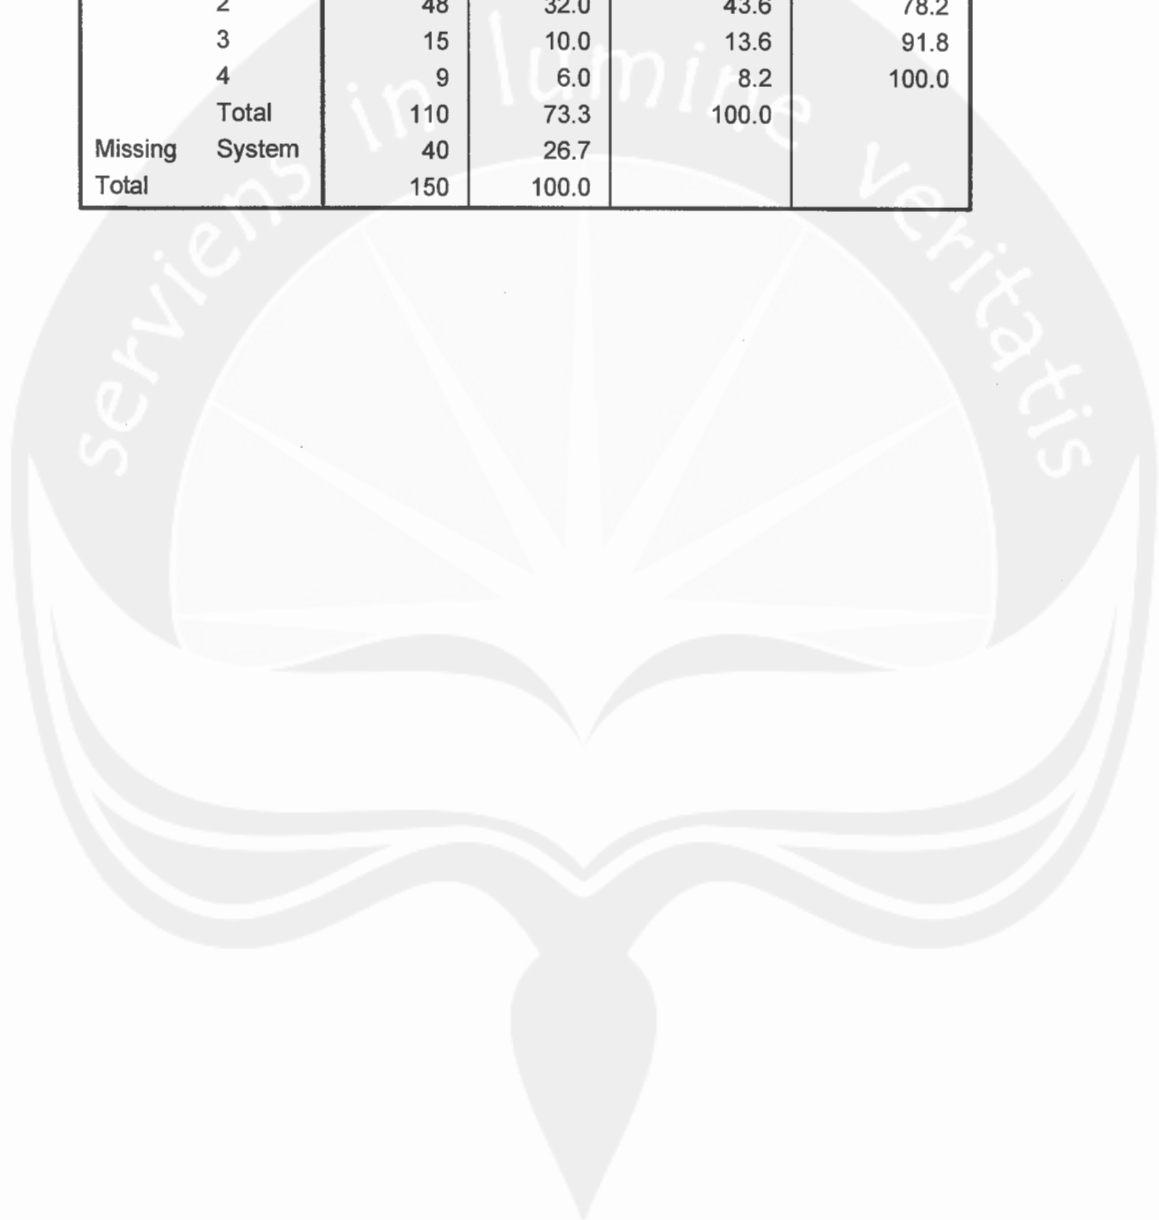 2 48 32.0 43.6 78.2
3 15 10.0 13.6 91.8
4 9 6.0 8.2 100.0
Total 110 73.3 100.0
Missing System 40 26.7
Total 150 100.0
serviens in lumine veritatis